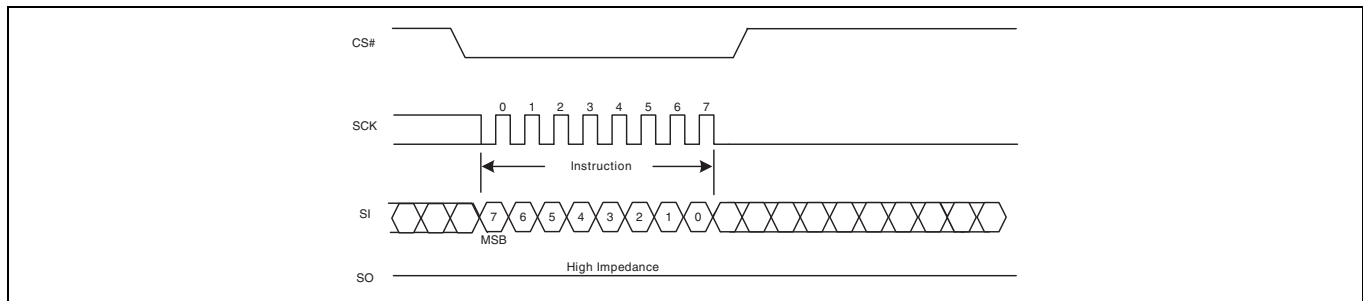 CS#
0 1 2 3 4 5 6 7
SCK
Instruction
SI 7 6 5 4 3 2 1 0
MSB
High Impedance
SO